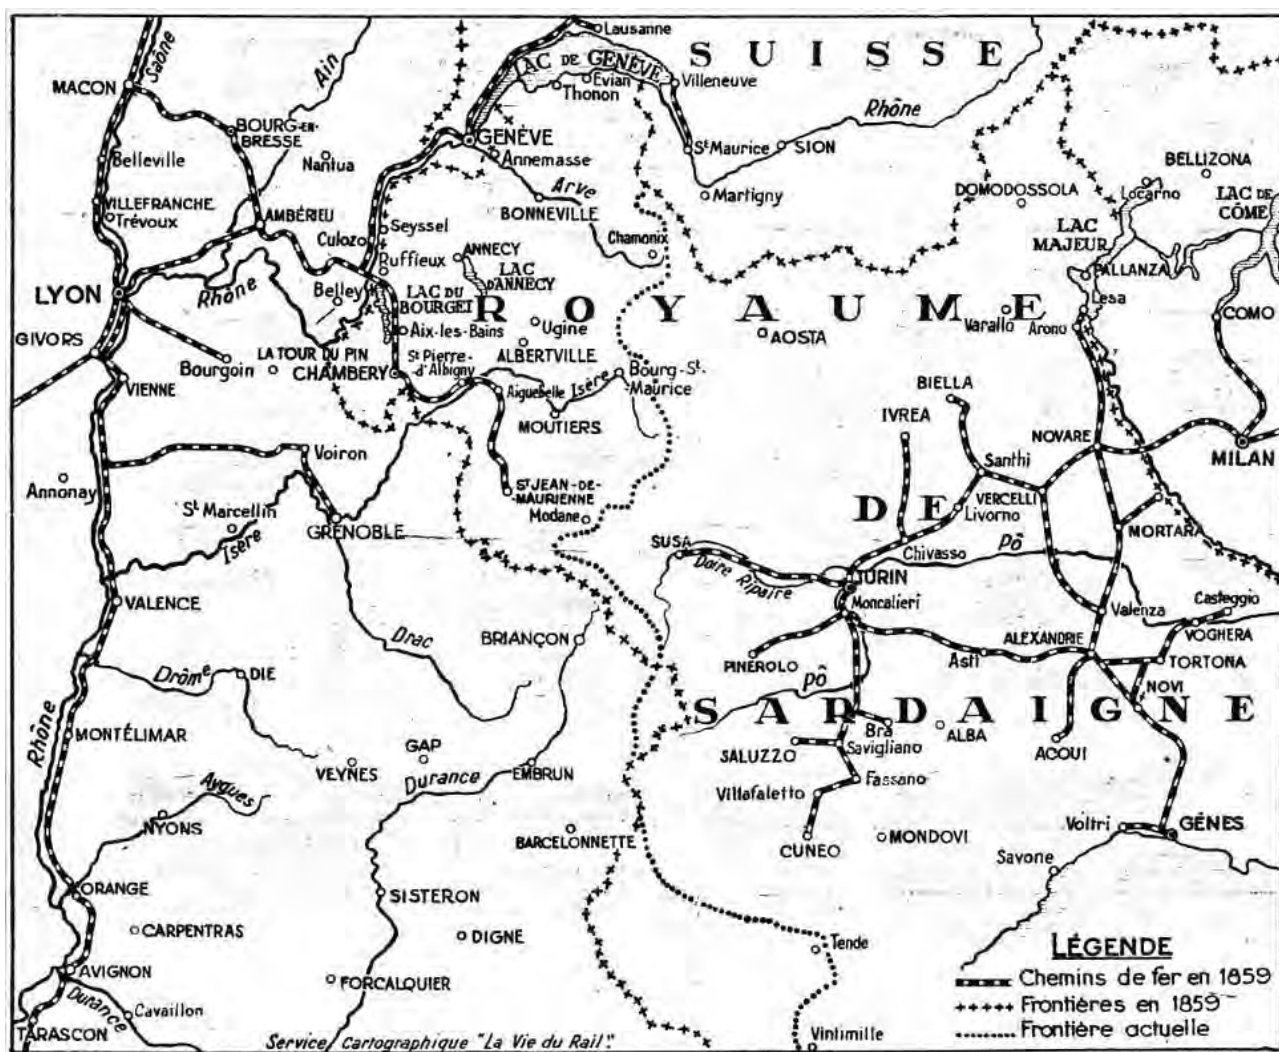 Lausanne
SUISSE
Saône
Ain
LAC DE GENÈVE
Evian
Thonon
Villeneuve
MACON
Rhône
BOURG-EN-
BRESSE
GENÈVE
St Maurice
SION
BELLIZONA
Belleville
Nantua
Annemasse
Arve
Martigny
DOMODOSSOLA
Locarno
LAC DE
CÔME
VILLEFRANCHE
Trévoux
AMBÉRIEU
BONNEVILLE
Seyssel
Culoz
Chamonix
LAC
MAJEUR
Ruffieux
ANNECY
LAC
D'ANNECY
PALLANZA
LYON
Rhône
Belley
LAC DU
BOURGET
ROYAUME
Lesa
Varallo
Arona
COMO
GIVORS
Aix-les-Bains
Ugine
AOSTA
LA TOUR DU PIN
Bourgoin
CHAMBERY
St Pierre-
d'Albigny
ALBERTVILLE
VIENNE
Aiguebelle
Isère
Bourg-St-
Maurice
MOUTIERS
BIELLA
IVREA
NOVARE
MILAN
Voiron
Santhi
Annonay
St JEAN-DE-
MAURIENNE
VERCELLI
Livorno
St Marcellin
Isère
GRENOBLE
Modane
DE
MORTARA
SUSA
Chivasso
Pô
Doire Ripaire
TURIN
VALENCE
Moncalieri
Valenza
Casteggio
VOGHERA
Drac
BRIANÇON
PINEROLO
Asti
ALEXANDRIE
TORTONA
Drôme
DIE
Pô
NOVI
SARDAIGNE
Rhône
MONTÉLIMAR
GAP
Bra
ALBA
ACQUI
VEYNES
Durance
EMBRUN
SALUZZO
Savigliano
Fassano
Aygues
Villafaletto
NYONS
BARCELONNETTE
CUNEO
MONDOVI
Voltri
GÊNES
Savone
ORANGE
SISTERON
CARPENTRAS
DIGNE
Tende
AVIGNON
FORCALQUIER
Durance
Cavaillon
TARASCON
Vintimille
LÉGENDE
Chemins de fer en 1859
Frontières en 1859
Frontière actuelle
Service Cartographique "La Vie du Rail".